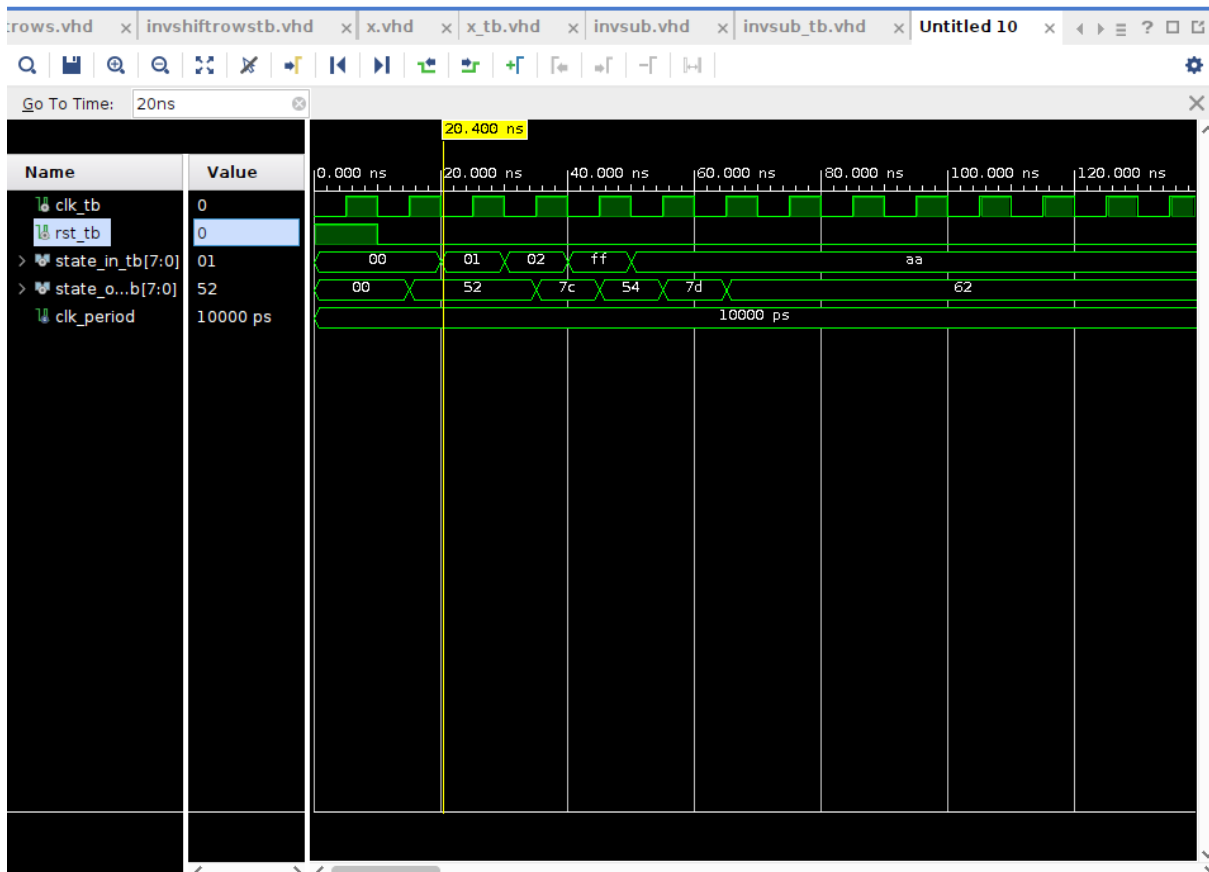 :rows.vhd × invshiftrowstb.vhd × x.vhd × x_tb.vhd × invsub.vhd × invsub_tb.vhd × Untitled 10 ×
Go To Time: 20ns
20.400 ns
Name Value 0.000 ns 20.000 ns 40.000 ns 60.000 ns 80.000 ns 100.000 ns 120.000 ns
clk_tb 0
rst_tb 0
state_in_tb[7:0] 01 00 01 02 ff aa
state_o...b[7:0] 52 00 52 7c 54 7d 62
clk_period 10000 ps 10000 ps